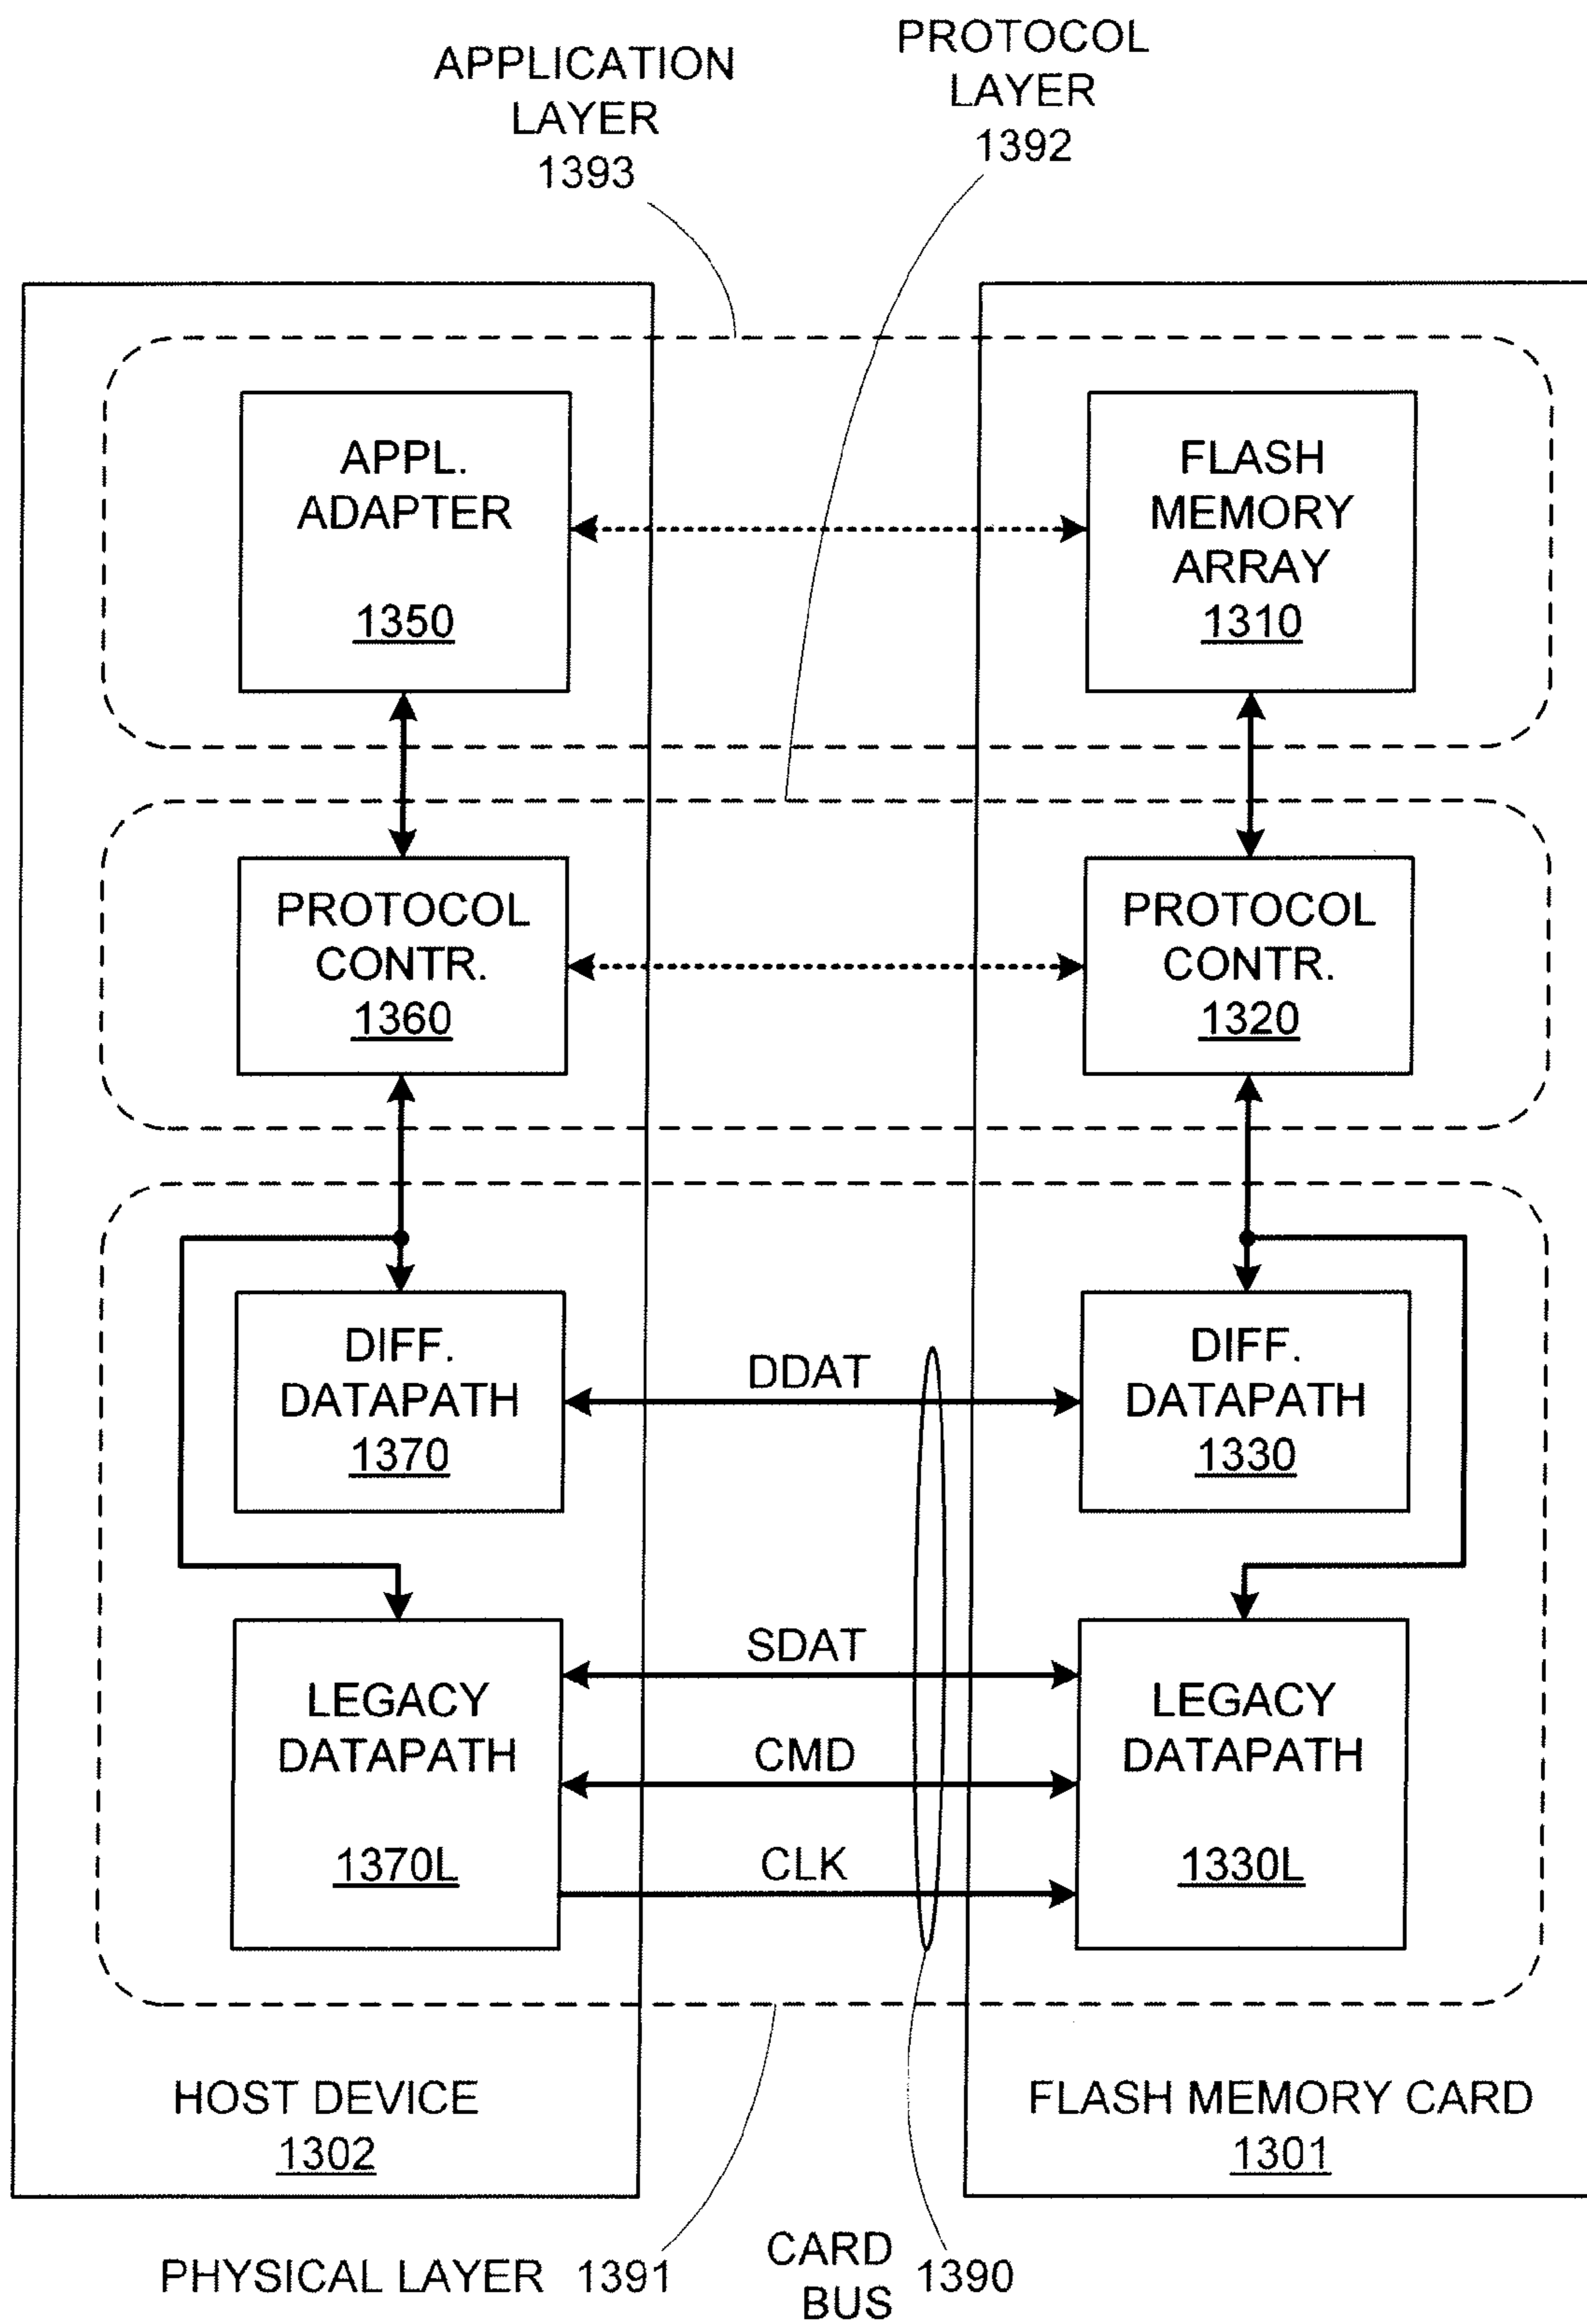 APPLICATION
LAYER
1393
PROTOCOL
LAYER
1392
APPL.
ADAPTER
1350
FLASH
MEMORY
ARRAY
1310
PROTOCOL
CONTR.
1360
PROTOCOL
CONTR.
1320
DIFF.
DATAPATH
1370
DDAT
DIFF.
DATAPATH
1330
LEGACY
DATAPATH
1370L
SDAT
CMD
CLK
LEGACY
DATAPATH
1330L
HOST DEVICE
1302
FLASH MEMORY CARD
1301
PHYSICAL LAYER 1391
CARD
BUS
1390